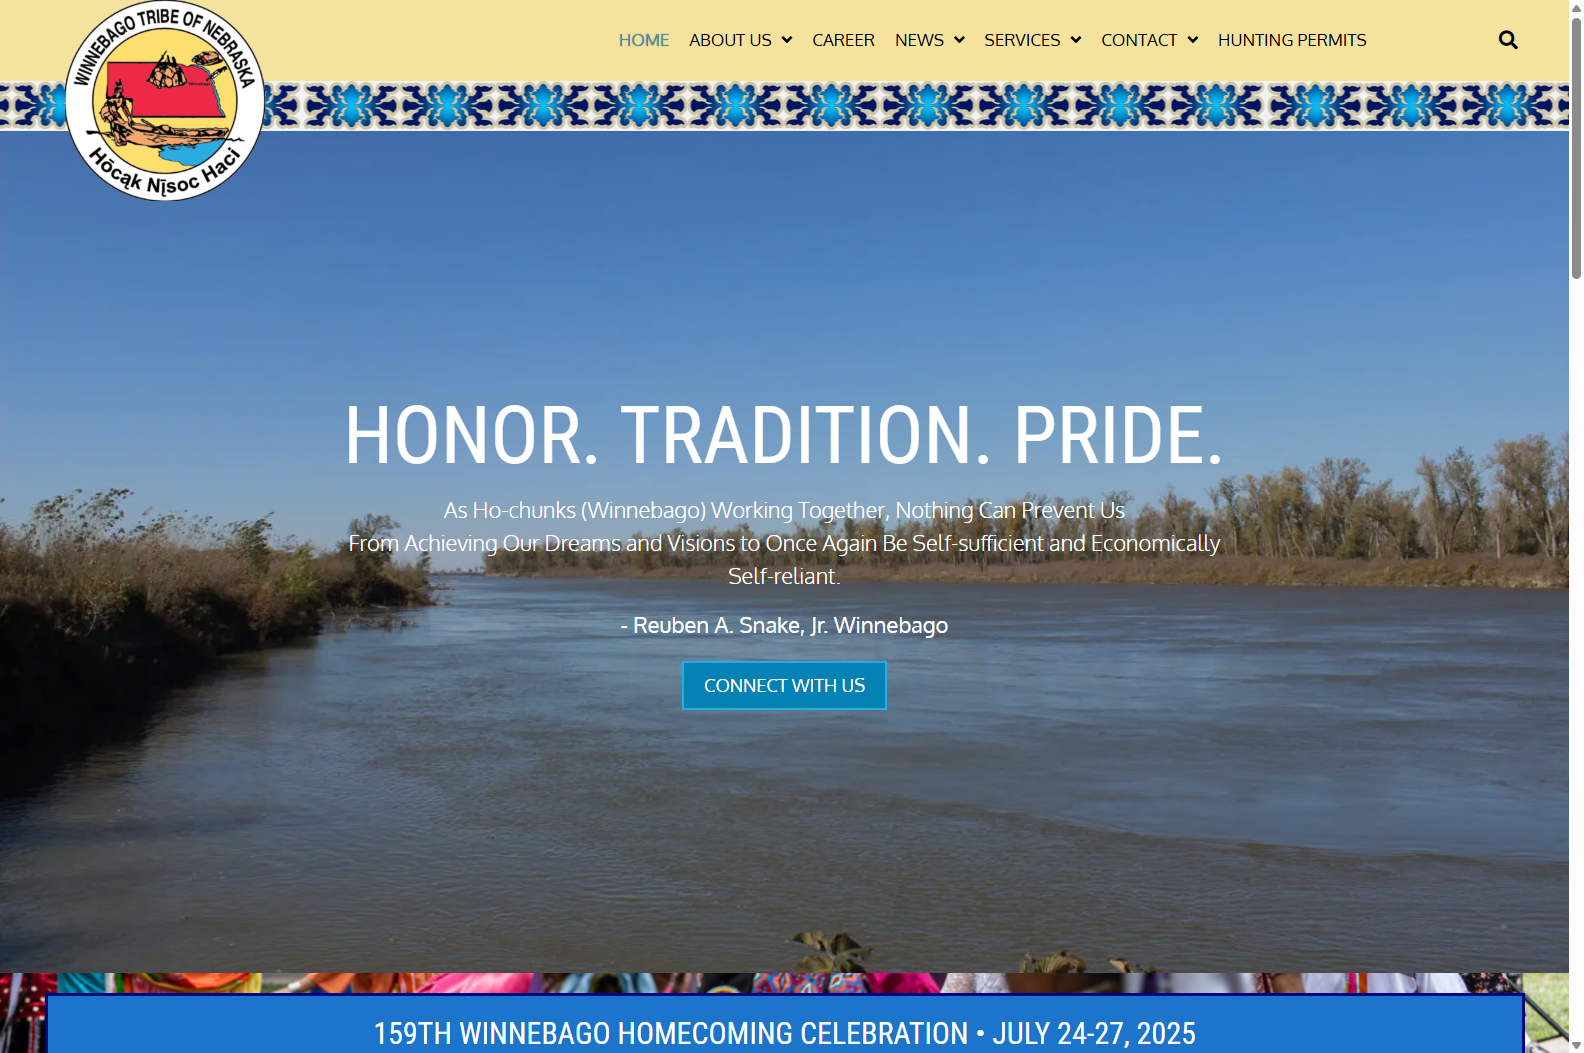 WINNEBAGO TRIBE OF NEBRASKA
Hōcąk Nįsoc Haci
HOME ABOUT US CAREER NEWS SERVICES CONTACT HUNTING PERMITS
HONOR. TRADITION. PRIDE.
As Ho-chunks (Winnebago) Working Together, Nothing Can Prevent Us
From Achieving Our Dreams and Visions to Once Again Be Self-sufficient and Economically
Self-reliant.
- Reuben A. Snake, Jr. Winnebago
CONNECT WITH US
159TH WINNEBAGO HOMECOMING CELEBRATION • JULY 24-27, 2025